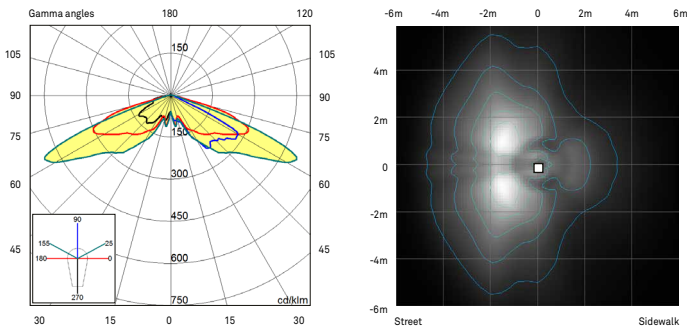 Gamma angles 180 120
105 105
90 90
75 75
60 60
45 45
30 15 0 15 30
150
150
300
450
600
750 cd/klm
90
155 25
180 0
270
-6m -4m -2m 0 2m 4m 6m
4m
2m
0
-2m
-4m
-6m
Street Sidewalk